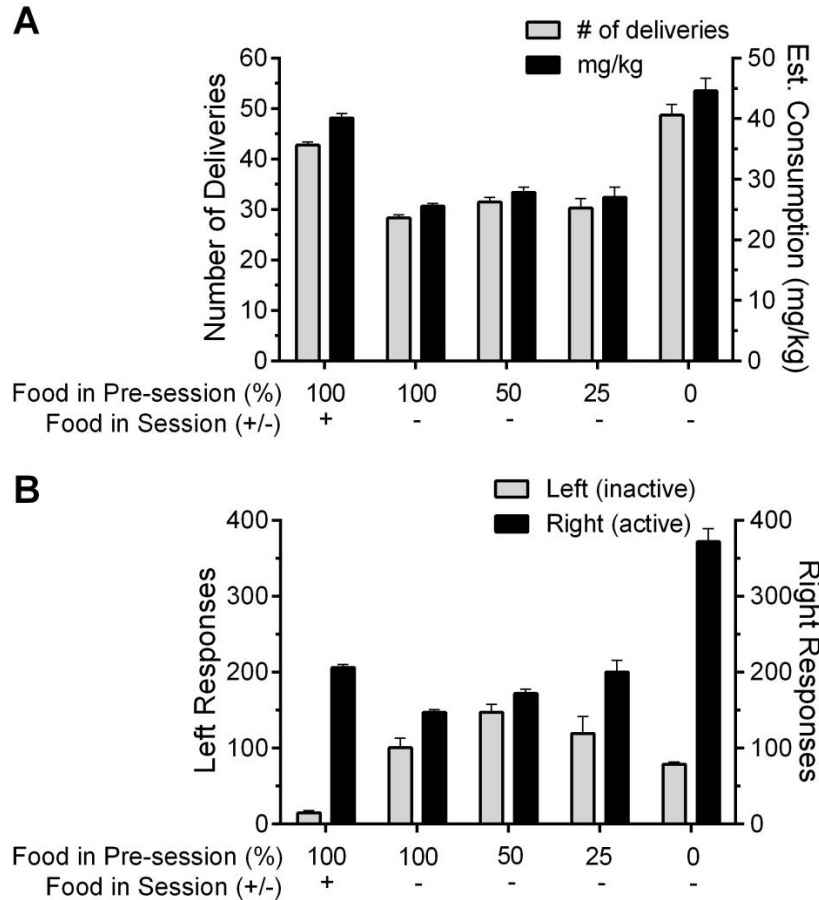 A
# of deliveries
mg/kg
Number of Deliveries
60
50
40
30
20
10
0
50
40
30
20
10
0
Est. Consumption (mg/kg)
Food in Pre-session (%) 100 100 50 25 0
Food in Session (+/-) + - - - -
B
Left (inactive)
Right (active)
Left Responses
400
300
200
100
0
400
300
200
100
0
Right Responses
Food in Pre-session (%) 100 100 50 25 0
Food in Session (+/-) + - - - -